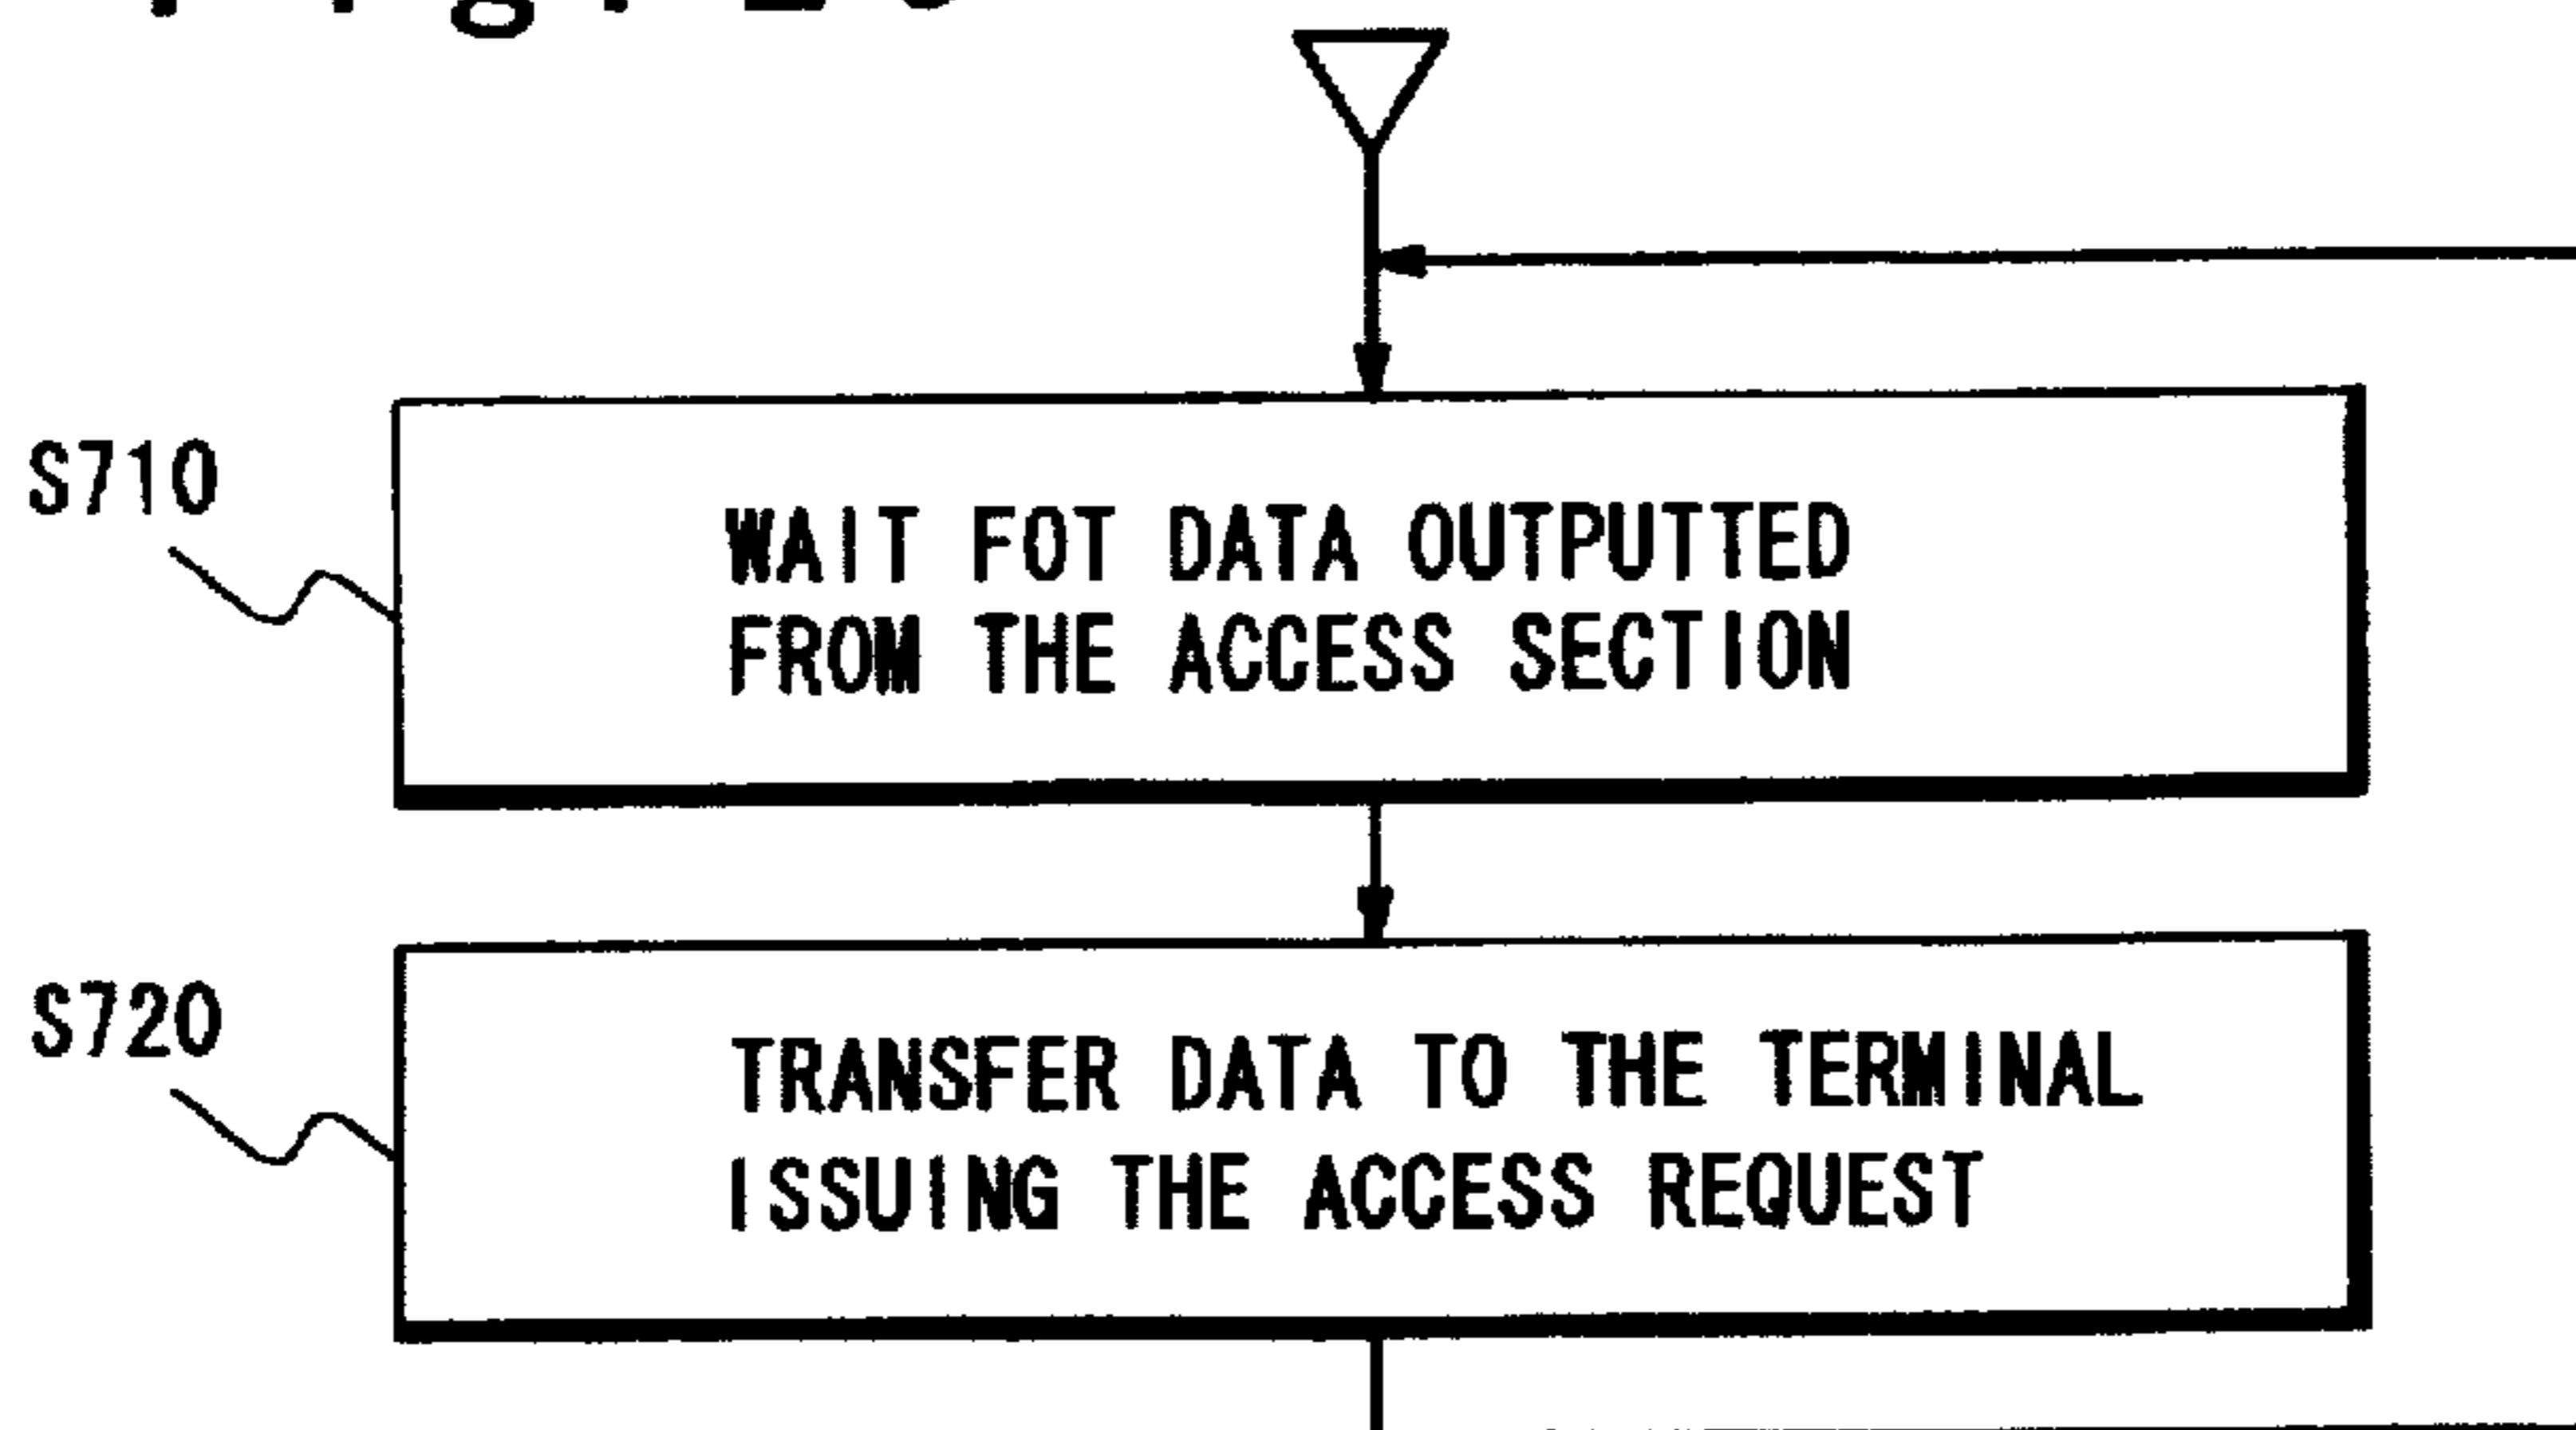 S710
WAIT FOT DATA OUTPUTTED
FROM THE ACCESS SECTION
S720
TRANSFER DATA TO THE TERMINAL
ISSUING THE ACCESS REQUEST